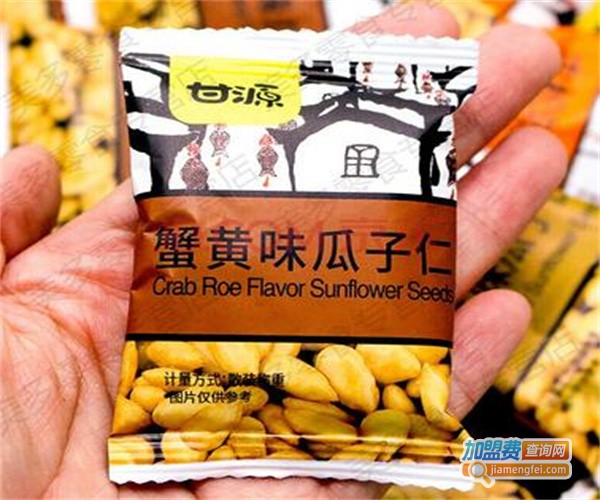 甘源
蟹黄味瓜子仁
Crab Roe Flavor Sunflower Seeds
计量方式:散装称重
*图片仅供参考
加盟费查询网
jiamengfei.com